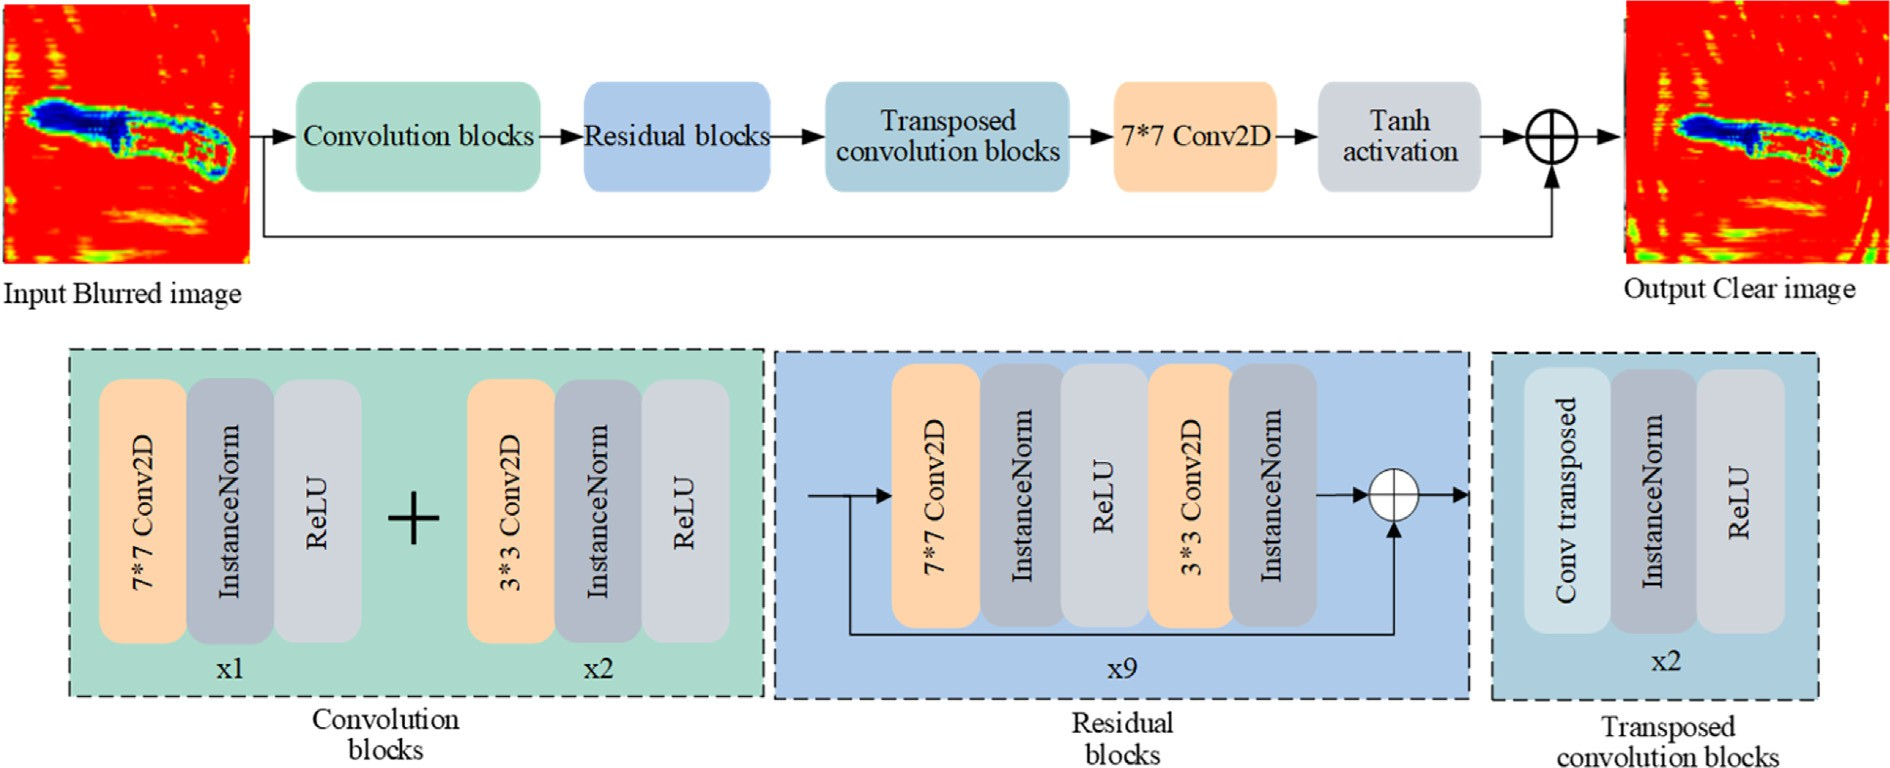 Convolution blocks
Residual blocks
Transposed
convolution blocks
7*7 Conv2D
Tanh
activation
Input Blurred image
Output Clear image
7*7 Conv2D
InstanceNorm
ReLU
x1
3*3 Conv2D
InstanceNorm
ReLU
x2
Convolution
blocks
7*7 Conv2D
InstanceNorm
ReLU
3*3 Conv2D
InstanceNorm
x9
Residual
blocks
Conv transposed
InstanceNorm
ReLU
x2
Transposed
convolution blocks